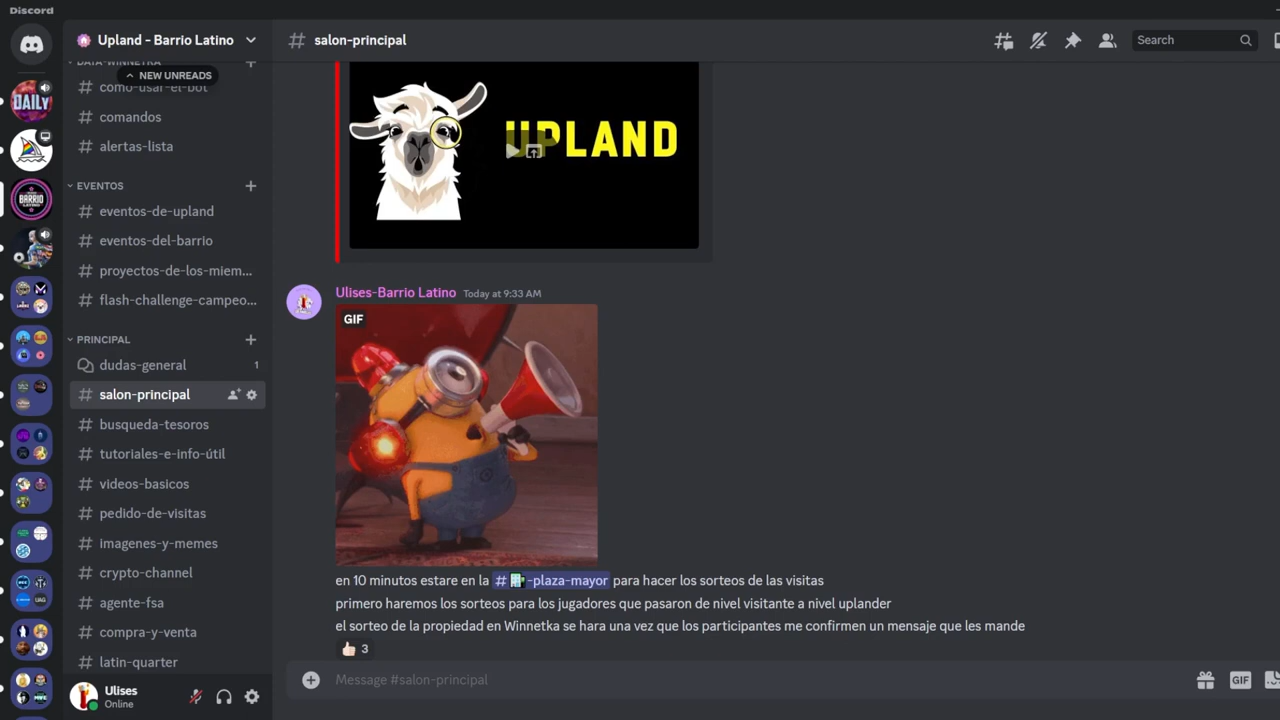 Discord
Upland - Barrio Latino
salon-principal
Search
DATA-WINNETKA
NEW UNREADS
como-usar-el-bot
comandos
alertas-lista
EVENTOS
eventos-de-upland
eventos-del-barrio
proyectos-de-los-miem...
flash-challenge-campeo...
PRINCIPAL
dudas-general
1
salon-principal
busqueda-tesoros
tutoriales-e-info-útil
videos-basicos
pedido-de-visitas
imagenes-y-memes
crypto-channel
agente-fsa
compra-y-venta
latin-quarter
Ulises
Online
DAILY
BARRIO
UPLAND
Ulises-Barrio Latino Today at 9:33 AM
GIF
en 10 minutos estare en la # -plaza-mayor para hacer los sorteos de las visitas
primero haremos los sorteos para los jugadores que pasaron de nivel visitante a nivel uplander
el sorteo de la propiedad en Winnetka se hara una vez que los participantes me confirmen un mensaje que les mande
3
Message #salon-principal
GIF